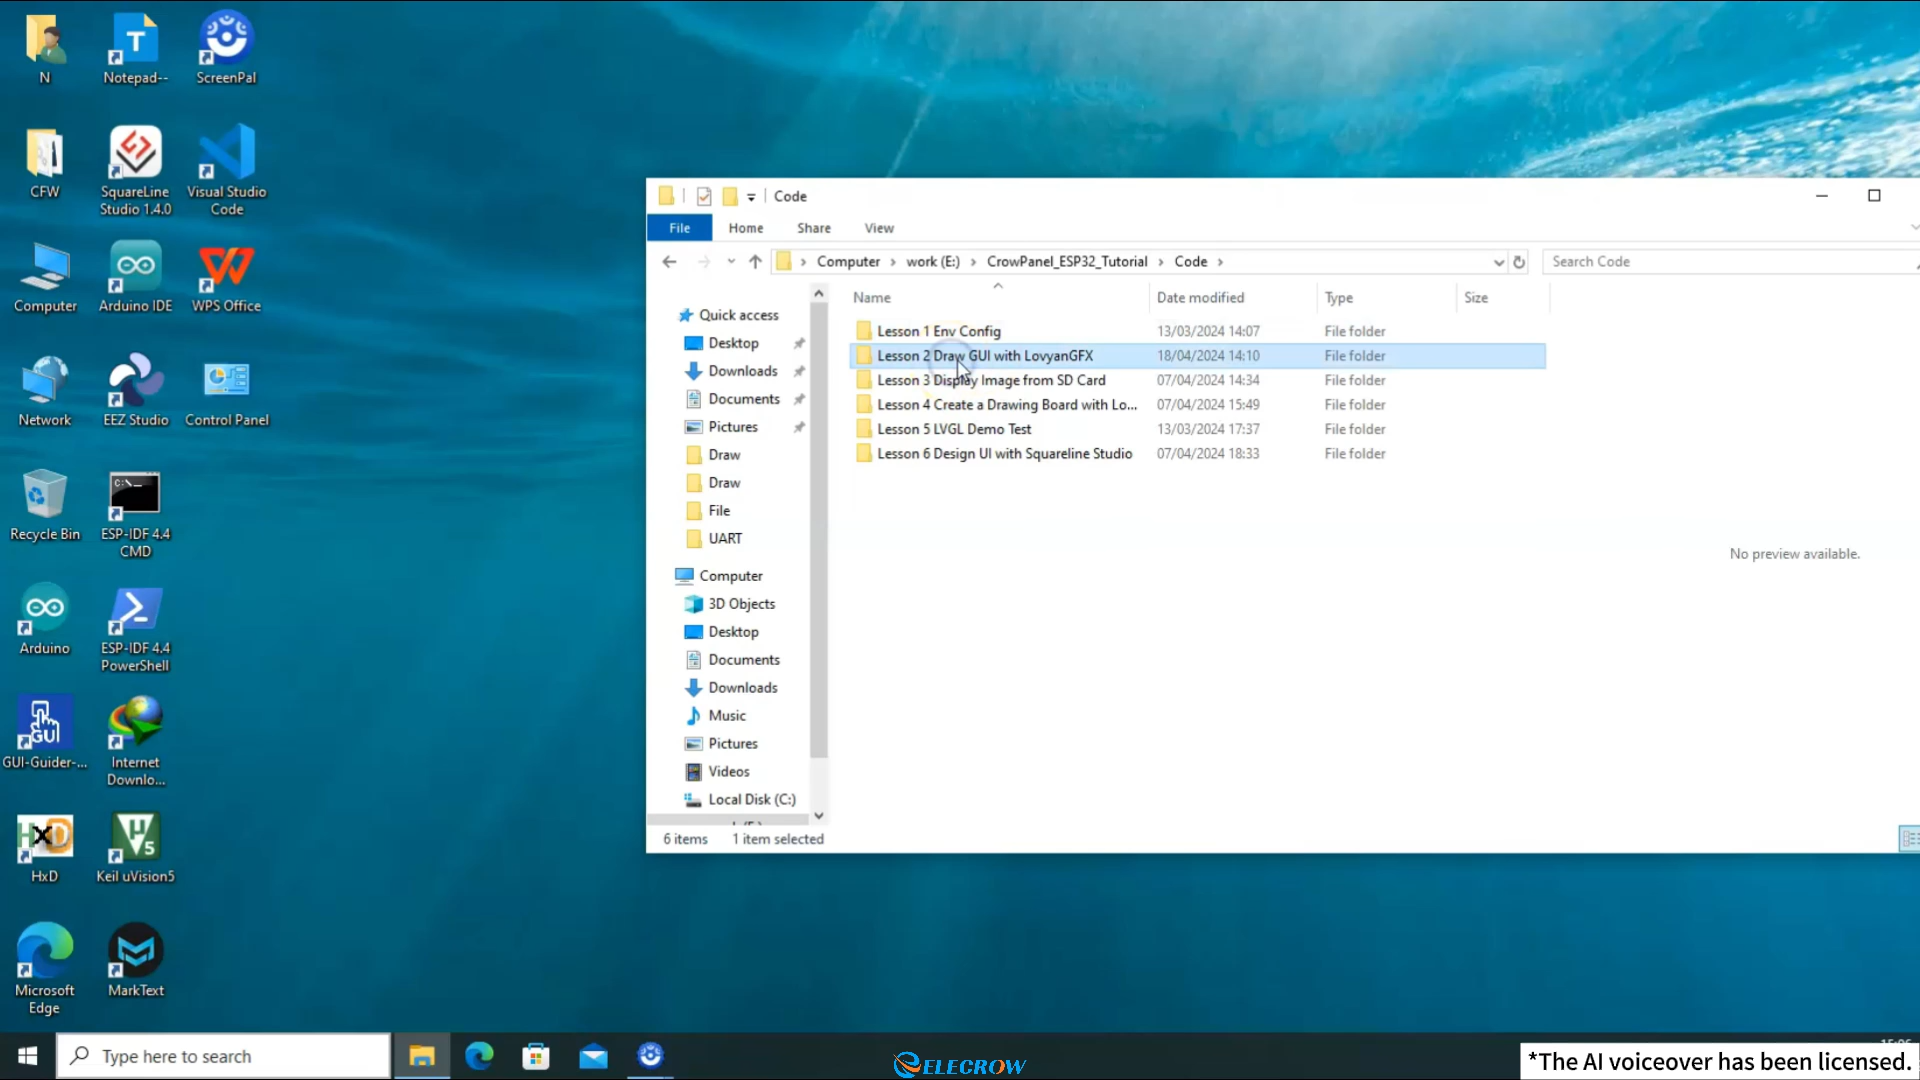 N
Notepad--
ScreenPal
CFW
SquareLine
Studio 1.4.0
Visual Studio
Code
Computer
Arduino IDE
WPS Office
Network
EEZ Studio
Control Panel
Recycle Bin
ESP-IDF 4.4
CMD
Arduino
ESP-IDF 4.4
PowerShell
GUI-Guider-...
Internet
Downlo...
HxD
Keil uVision5
Microsoft
Edge
MarkText
Code
File
Home
Share
View
Computer
work (E:)
CrowPanel_ESP32_Tutorial
Code
Search Code
Name
Date modified
Type
Size
Quick access
Desktop
Downloads
Documents
Pictures
Draw
Draw
File
UART
Computer
3D Objects
Desktop
Documents
Downloads
Music
Pictures
Videos
Local Disk (C:)
Lesson 1 Env Config 13/03/2024 14:07 File folder
Lesson 2 Draw GUI with LovyanGFX 18/04/2024 14:10 File folder
Lesson 3 Display Image from SD Card 07/04/2024 14:34 File folder
Lesson 4 Create a Drawing Board with Lo... 07/04/2024 15:49 File folder
Lesson 5 LVGL Demo Test 13/03/2024 17:37 File folder
Lesson 6 Design UI with Squareline Studio 07/04/2024 18:33 File folder
No preview available.
6 items
1 item selected
Type here to search
ELECROW
*The AI voiceover has been licensed.